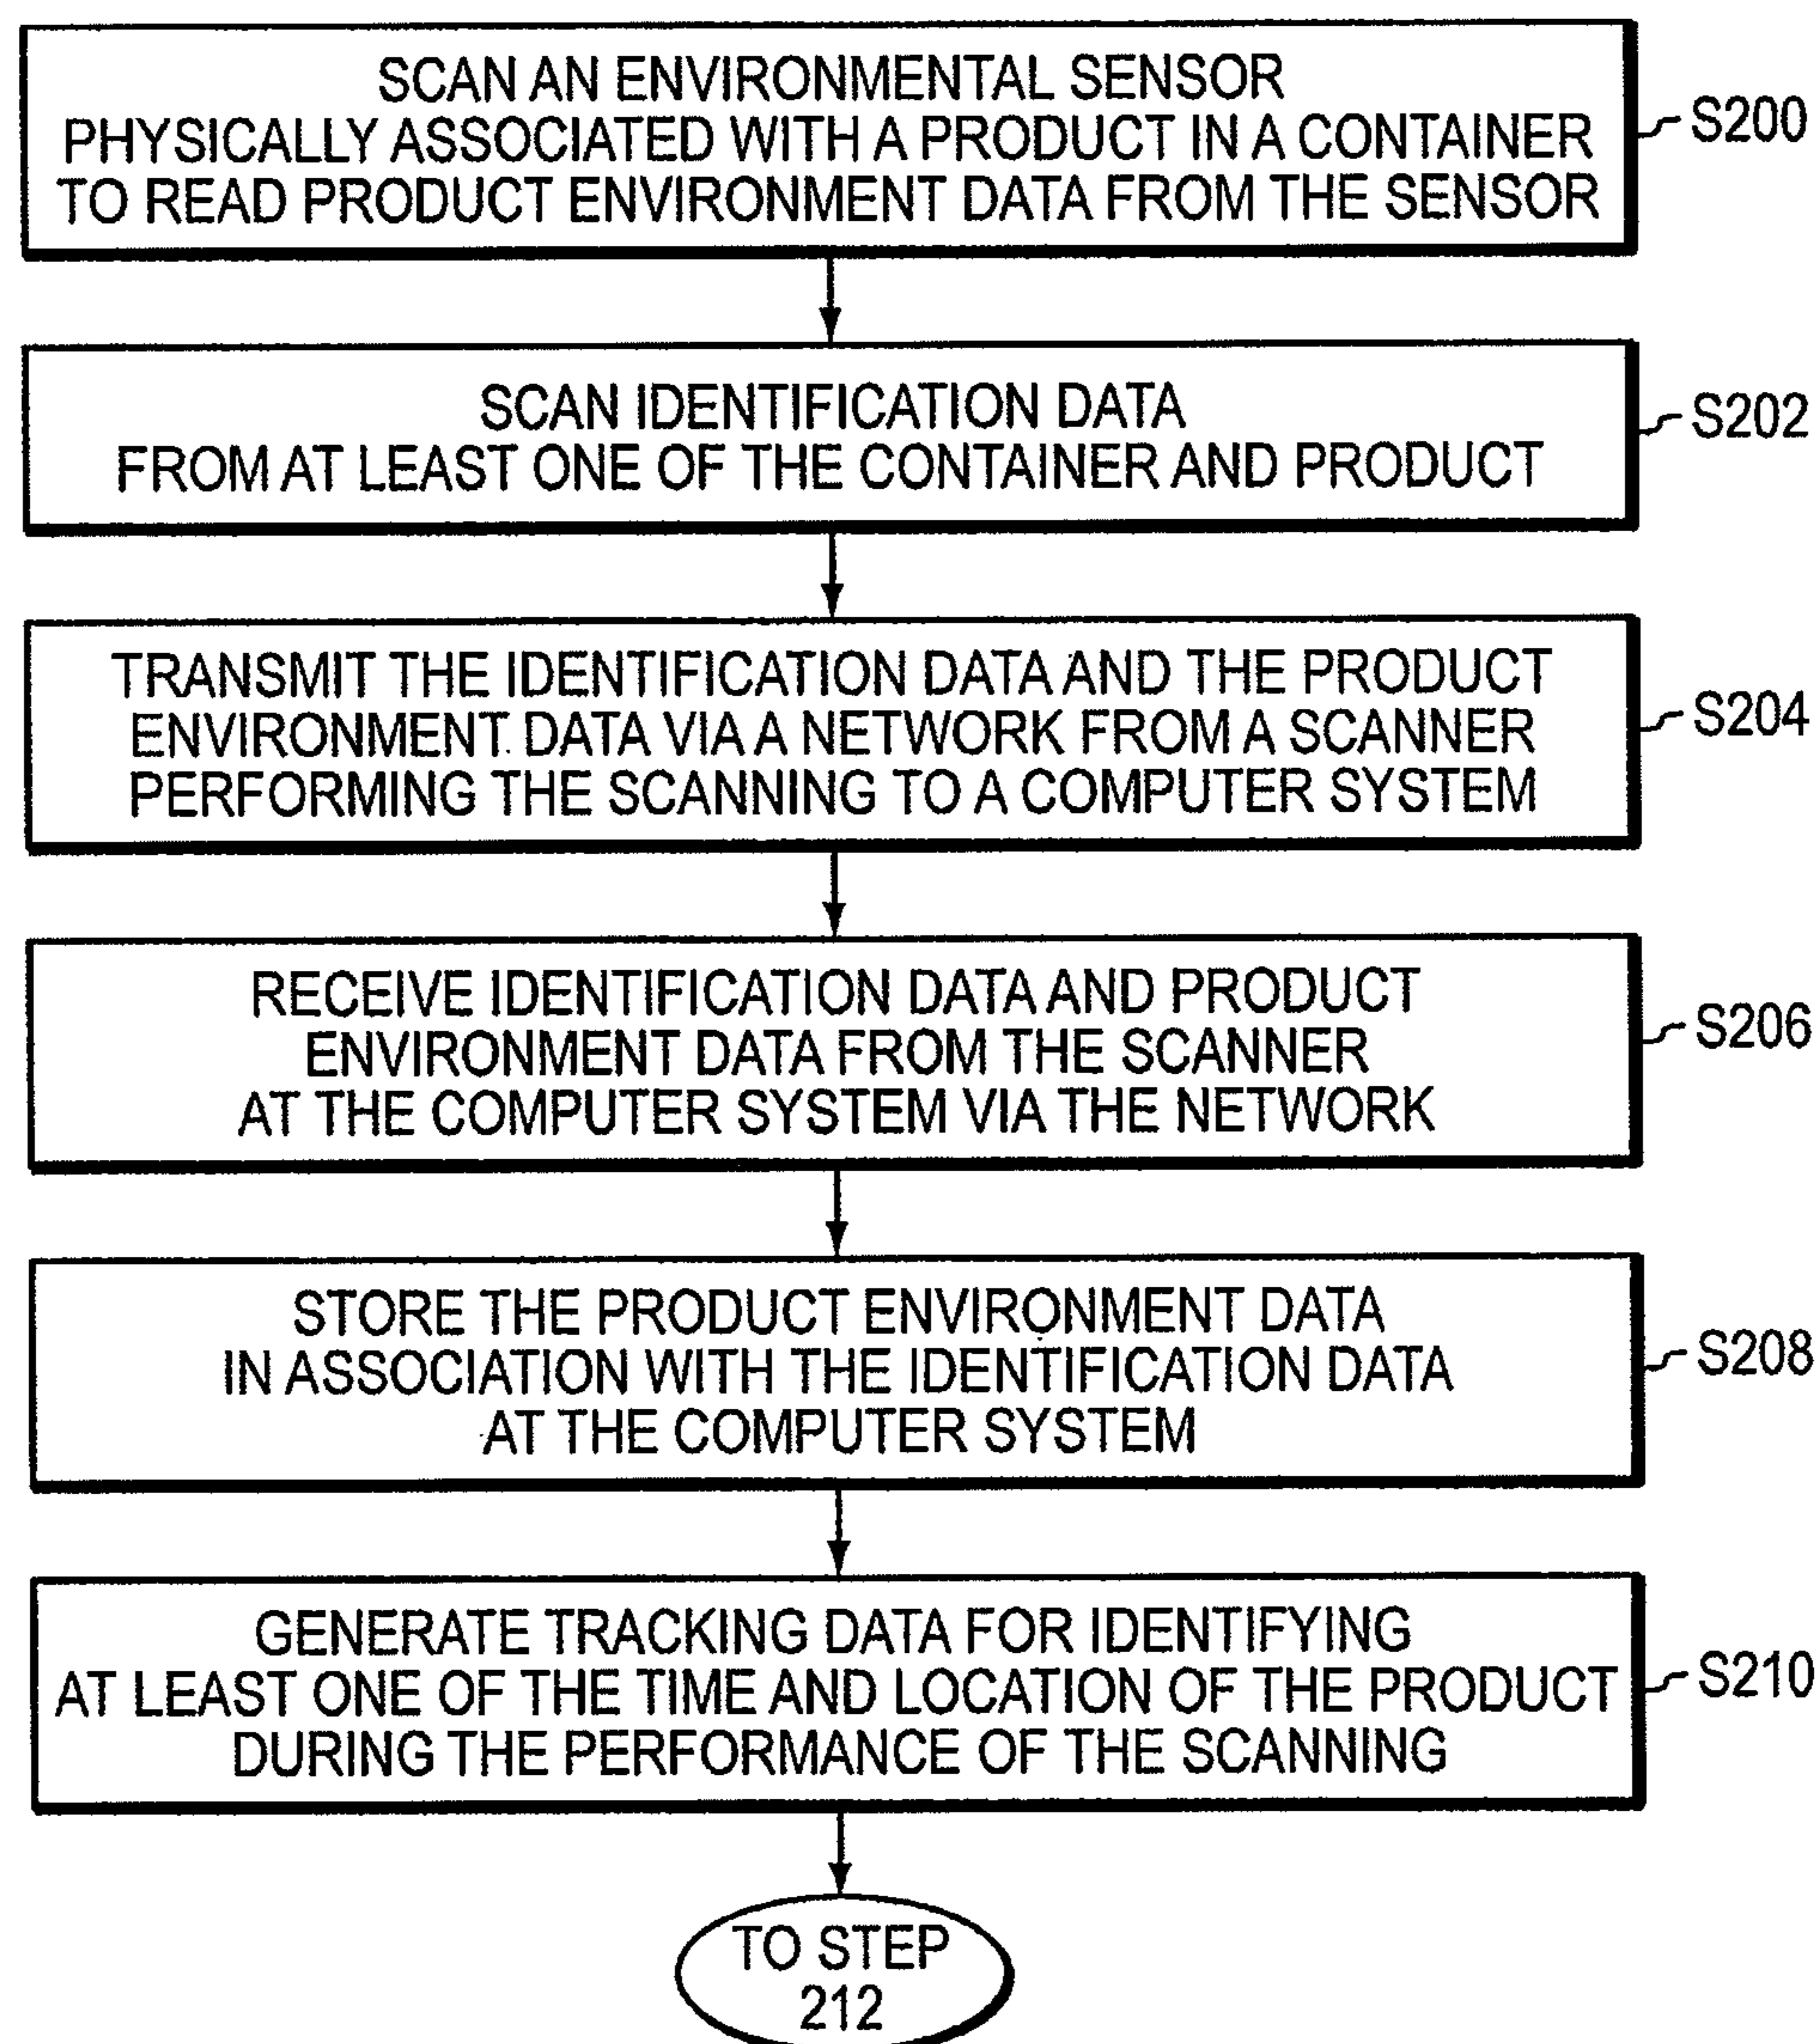 SCAN AN ENVIRONMENTAL SENSOR
PHYSICALLY ASSOCIATED WITH A PRODUCT IN A CONTAINER
TO READ PRODUCT ENVIRONMENT DATA FROM THE SENSOR
S200
SCAN IDENTIFICATION DATA
FROM AT LEAST ONE OF THE CONTAINER AND PRODUCT
S202
TRANSMIT THE IDENTIFICATION DATA AND THE PRODUCT
ENVIRONMENT DATA VIA A NETWORK FROM A SCANNER
PERFORMING THE SCANNING TO A COMPUTER SYSTEM
S204
RECEIVE IDENTIFICATION DATA AND PRODUCT
ENVIRONMENT DATA FROM THE SCANNER
AT THE COMPUTER SYSTEM VIA THE NETWORK
S206
STORE THE PRODUCT ENVIRONMENT DATA
IN ASSOCIATION WITH THE IDENTIFICATION DATA
AT THE COMPUTER SYSTEM
S208
GENERATE TRACKING DATA FOR IDENTIFYING
AT LEAST ONE OF THE TIME AND LOCATION OF THE PRODUCT
DURING THE PERFORMANCE OF THE SCANNING
S210
TO STEP
212